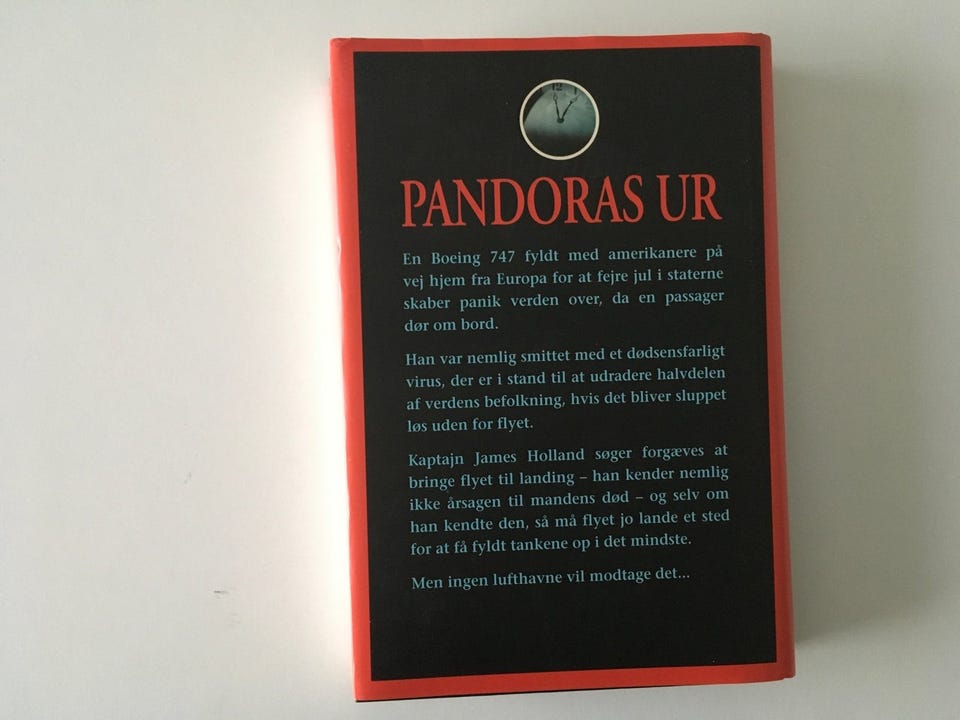 12
PANDORAS UR
En Boeing 747 fyldt med amerikanere på
vej hjem fra Europa for at fejre jul i staterne
skaber panik verden over, da en passager
dør om bord.
Han var nemlig smittet med et dødsensfarligt
virus, der er i stand til at udradere halvdelen
af verdens befolkning, hvis det bliver sluppet
løs uden for flyet.
Kaptajn James Holland søger forgæves at
bringe flyet til landing – han kender nemlig
ikke årsagen til mandens død – og selv om
han kendte den, så må flyet jo lande et sted
for at få fyldt tankene op i det mindste.
Men ingen lufthavne vil modtage det...